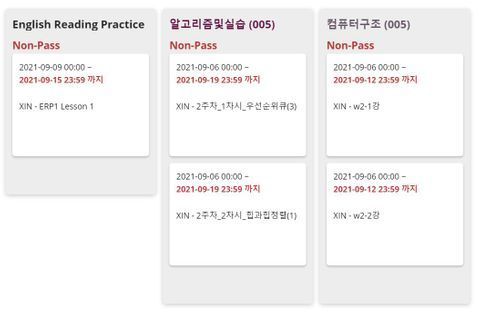 English Reading Practice
Non-Pass
2021-09-09 00:00 ~
2021-09-15 23:59 까지
XIN - ERP1 Lesson 1
알고리즘및실습 (005)
Non-Pass
2021-09-06 00:00 ~
2021-09-19 23:59 까지
XIN - 2주차_1차시_우선순위큐(3)
2021-09-06 00:00 ~
2021-09-19 23:59 까지
XIN - 2주차_2차시_힙과힙정렬(1)
컴퓨터구조 (005)
Non-Pass
2021-09-06 00:00 ~
2021-09-12 23:59 까지
XIN - w2-1강
2021-09-06 00:00 ~
2021-09-12 23:59 까지
XIN - w2-2강